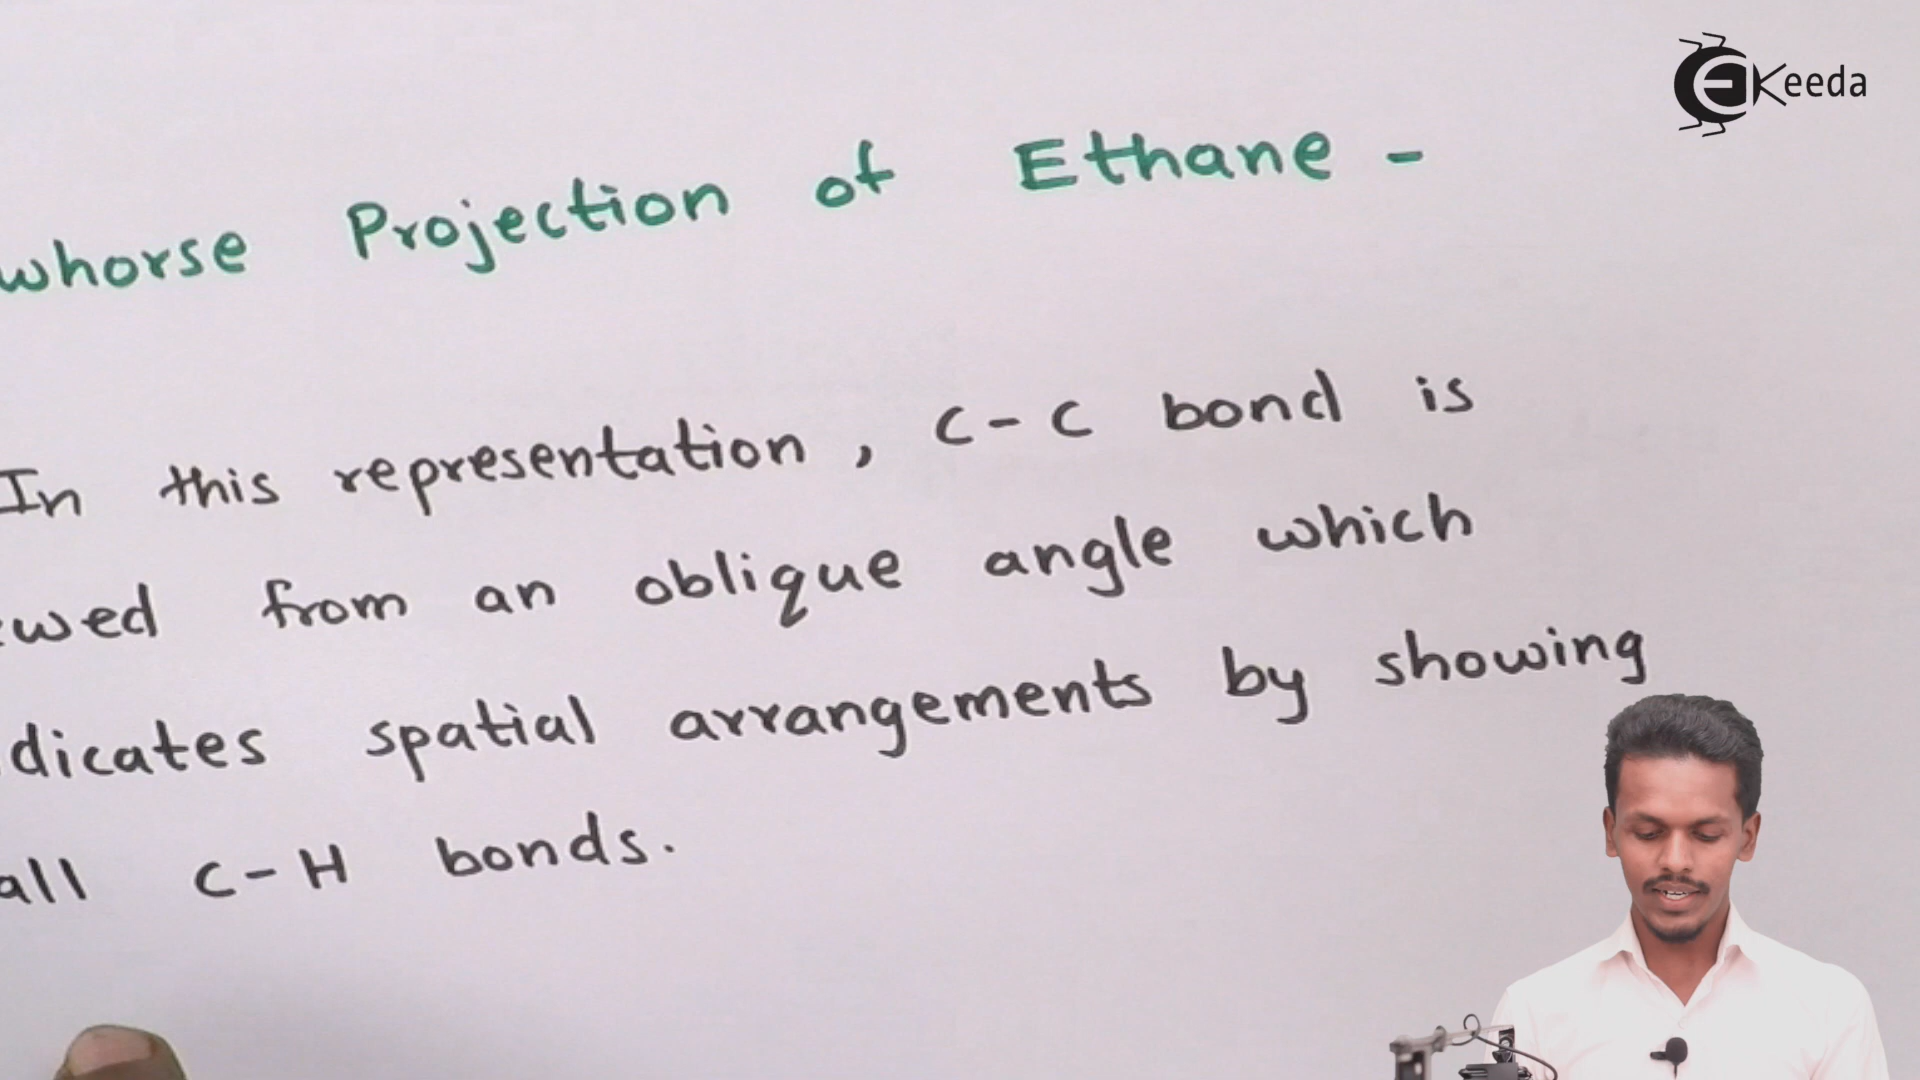 EKeeda
whorse Projection of Ethane -
In this representation, C-C bond is
ewed from an oblique angle which
dicates spatial arrangements by showing
all C-H bonds.